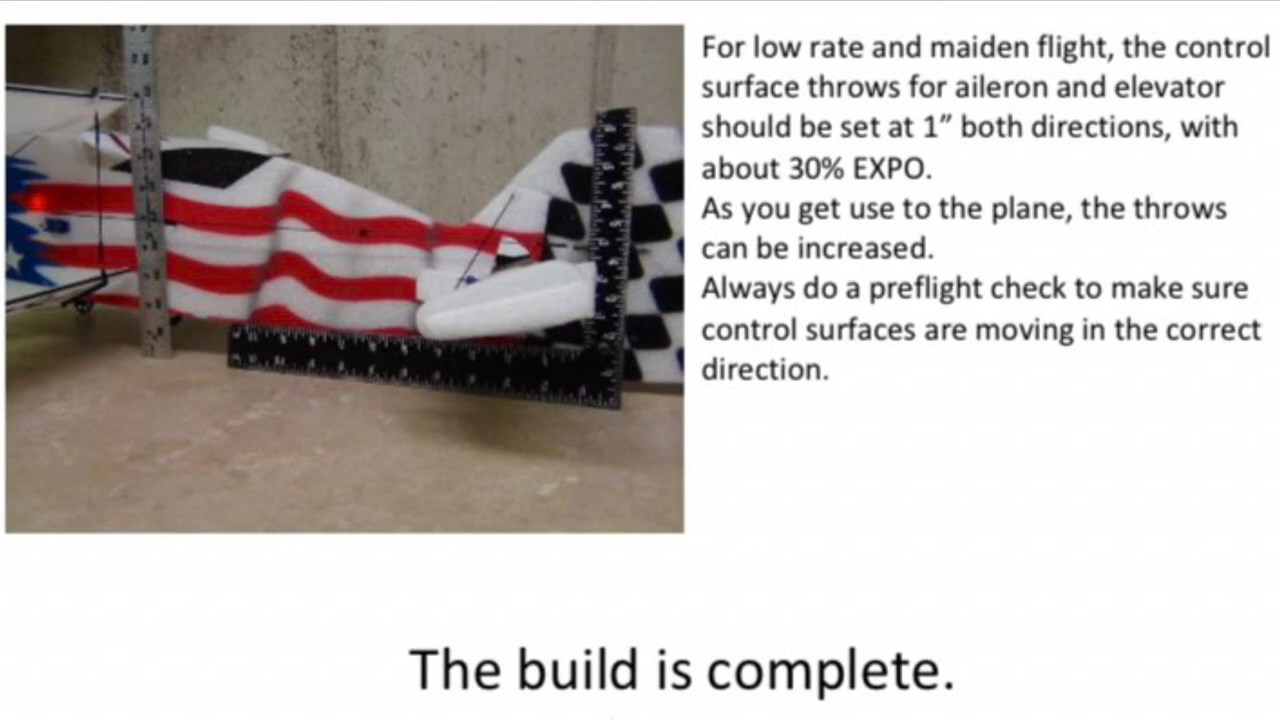 For low rate and maiden flight, the control
surface throws for aileron and elevator
should be set at 1” both directions, with
about 30% EXPO.
As you get use to the plane, the throws
can be increased.
Always do a preflight check to make sure
control surfaces are moving in the correct
direction.
The build is complete.